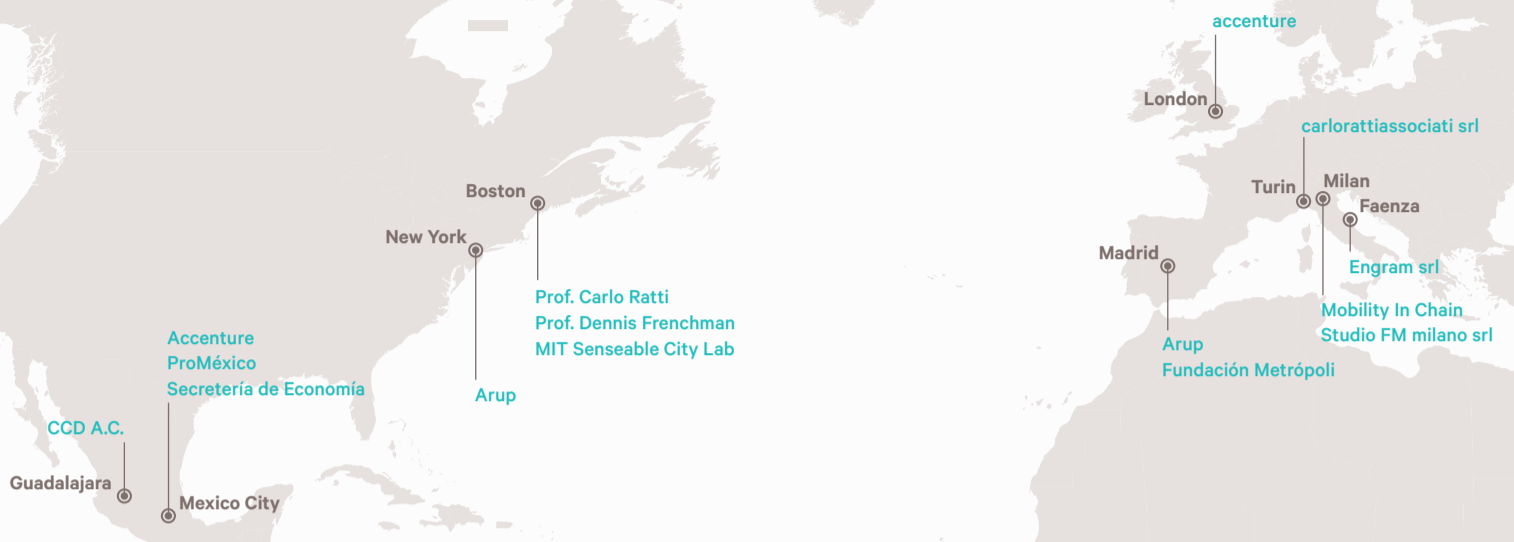 accenture
London
carlorattiassociati srl
Turin
Milan
Faenza
Madrid
Engram srl
Mobility In Chain
Studio FM milano srl
Arup
Fundación Metrópoli
Boston
New York
Prof. Carlo Ratti
Prof. Dennis Frenchman
MIT Senseable City Lab
Arup
Accenture
ProMéxico
Secretería de Economía
CCD A.C.
Guadalajara
Mexico City